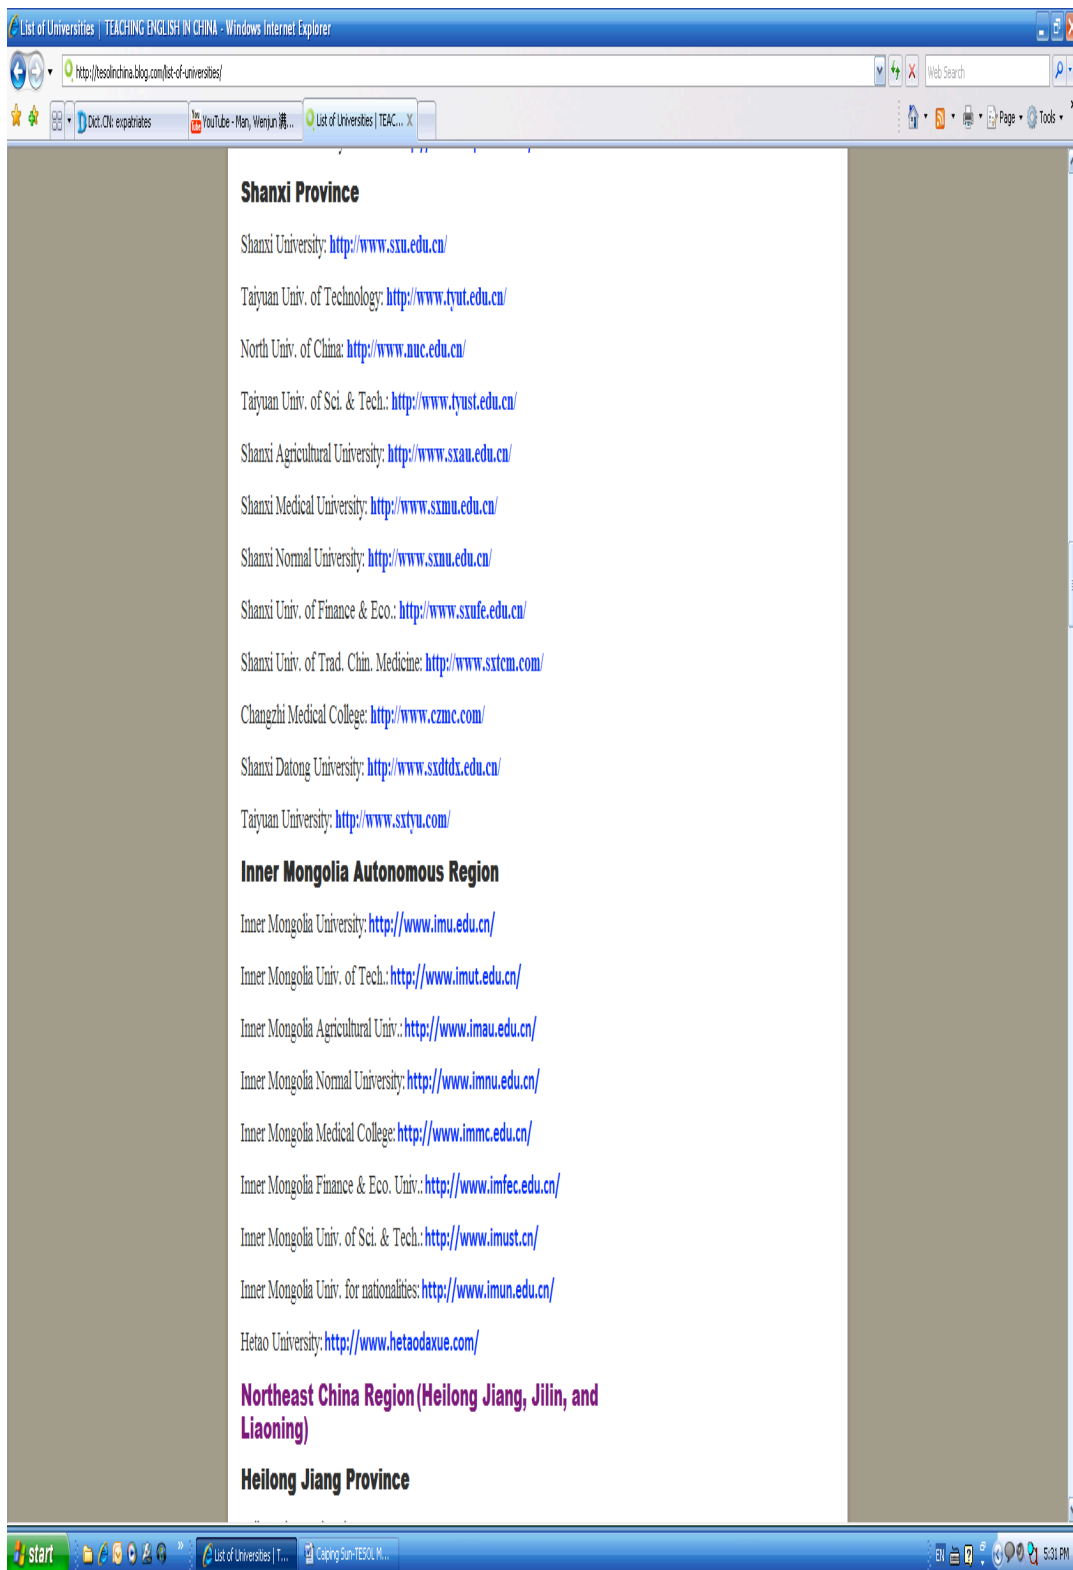 List of Universities | TEACHING ENGLISH IN CHINA - Windows Internet Explorer
http://tesolinchina.blog.com/list-of-universities/
Web Search
Dict.CN: expatriates
YouTube - Man, Wenjun 满...
List of Universities | TEAC...
Page
Tools
Shanxi Province
Shanxi University: http://www.sxu.edu.cn/
Taiyuan Univ. of Technology: http://www.tyut.edu.cn/
North Univ. of China: http://www.nuc.edu.cn/
Taiyuan Univ. of Sci. & Tech.: http://www.tyust.edu.cn/
Shanxi Agricultural University: http://www.sxau.edu.cn/
Shanxi Medical University: http://www.sxmu.edu.cn/
Shanxi Normal University: http://www.sxnu.edu.cn/
Shanxi Univ. of Finance & Eco.: http://www.sxufe.edu.cn/
Shanxi Univ. of Trad. Chin. Medicine: http://www.sxtcm.com/
Changzhi Medical College: http://www.czmc.com/
Shanxi Datong University: http://www.sxdtdx.edu.cn/
Taiyuan University: http://www.sxtyu.com/
Inner Mongolia Autonomous Region
Inner Mongolia University: http://www.imu.edu.cn/
Inner Mongolia Univ. of Tech.: http://www.imut.edu.cn/
Inner Mongolia Agricultural Univ.: http://www.imau.edu.cn/
Inner Mongolia Normal University: http://www.imnu.edu.cn/
Inner Mongolia Medical College: http://www.immc.edu.cn/
Inner Mongolia Finance & Eco. Univ.: http://www.imfec.edu.cn/
Inner Mongolia Univ. of Sci. & Tech.: http://www.imust.cn/
Inner Mongolia Univ. for nationalities: http://www.imun.edu.cn/
Hetao University: http://www.hetaodaxue.com/
Northeast China Region (Heilong Jiang, Jilin, and
Liaoning)
Heilong Jiang Province
start
List of Universities | T...
Caiping Sun-TESOL M...
EN
5:31 PM